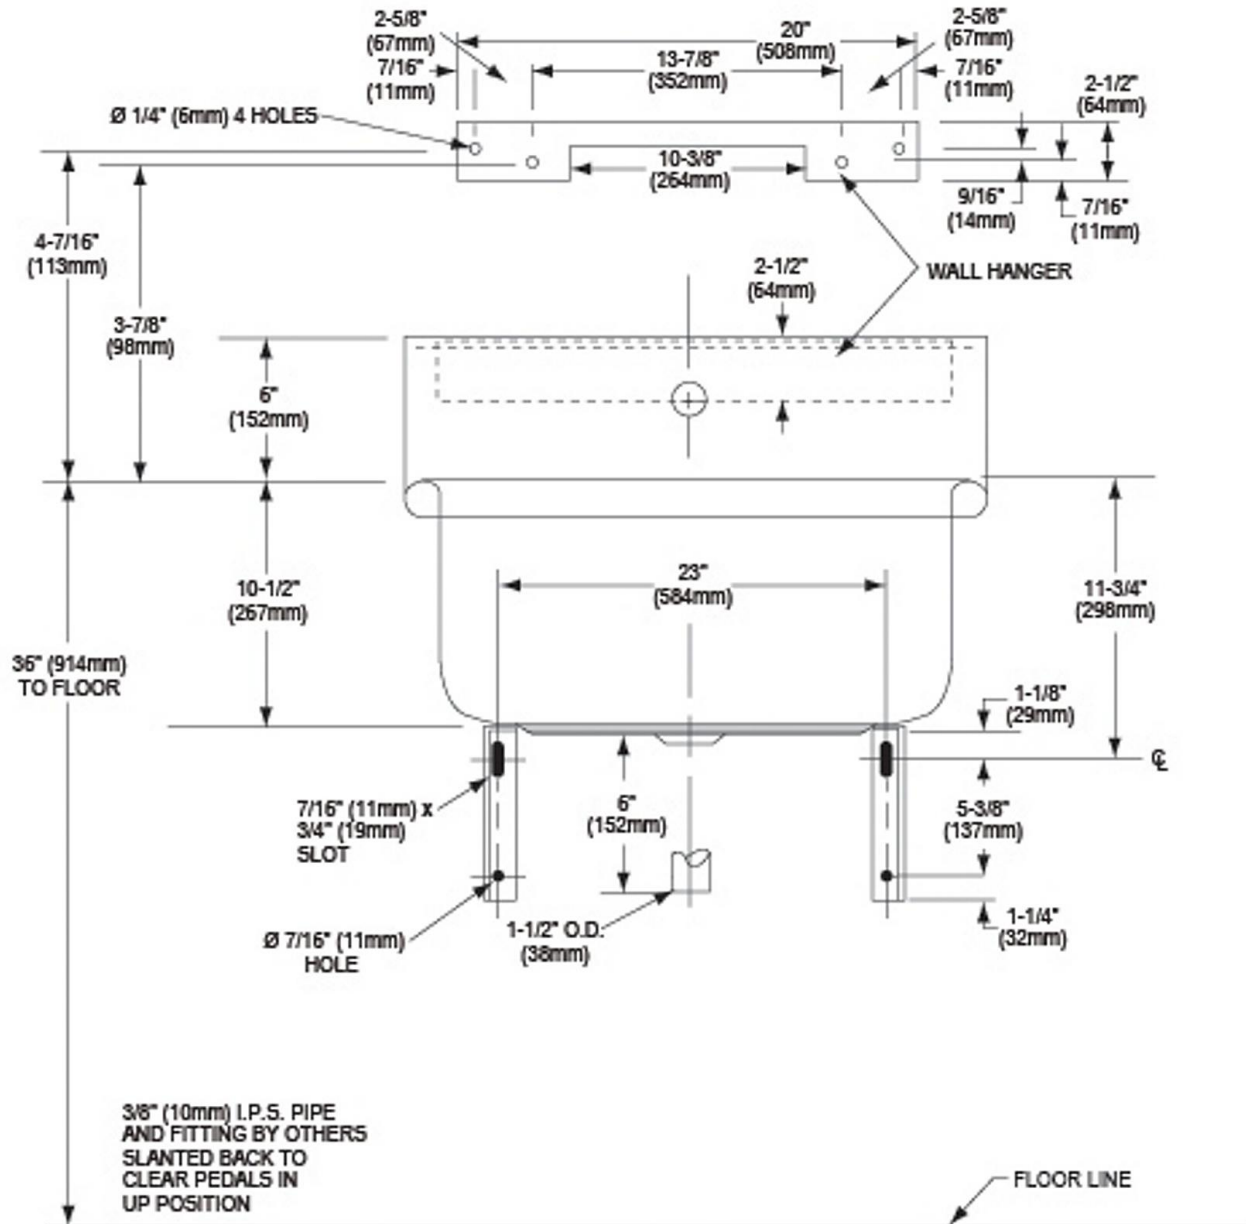 2-5/8"
(67mm)
20"
(508mm)
2-5/8"
(67mm)
7/16"
(11mm)
13-7/8"
(352mm)
7/16"
(11mm)
2-1/2"
(64mm)
Ø 1/4" (6mm) 4 HOLES
10-3/8"
(264mm)
9/16"
(14mm)
7/16"
(11mm)
4-7/16"
(113mm)
WALL HANGER
2-1/2"
(64mm)
3-7/8"
(98mm)
6"
(152mm)
10-1/2"
(267mm)
23"
(584mm)
11-3/4"
(298mm)
36" (914mm)
TO FLOOR
1-1/8"
(29mm)
℄
7/16" (11mm) x
3/4" (19mm)
SLOT
6"
(152mm)
5-3/8"
(137mm)
Ø 7/16" (11mm)
HOLE
1-1/2" O.D.
(38mm)
1-1/4"
(32mm)
3/8" (10mm) I.P.S. PIPE
AND FITTING BY OTHERS
SLANTED BACK TO
CLEAR PEDALS IN
UP POSITION
FLOOR LINE